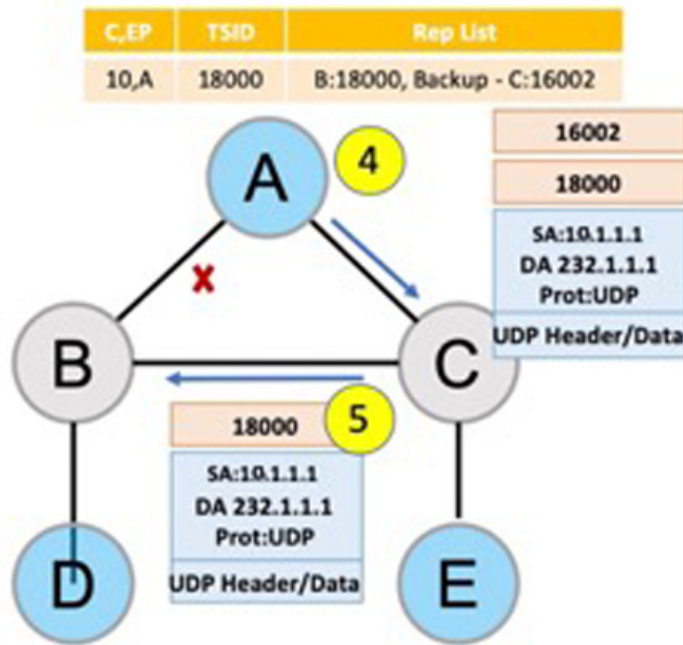 C,EP TSID Rep List
10,A 18000 B:18000, Backup - C:16002
A
4
16002
18000
SA:10.1.1.1
DA 232.1.1.1
Prot:UDP
UDP Header/Data
X
B
C
18000
5
SA:10.1.1.1
DA 232.1.1.1
Prot:UDP
UDP Header/Data
D
E